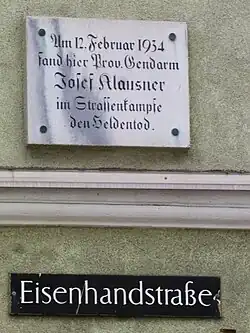 Am 12. Februar 1934
fand hier Prov. Gendarm
Josef Klausner
im Strassenkampfe
den Heldentod.
Eisenhandstraße